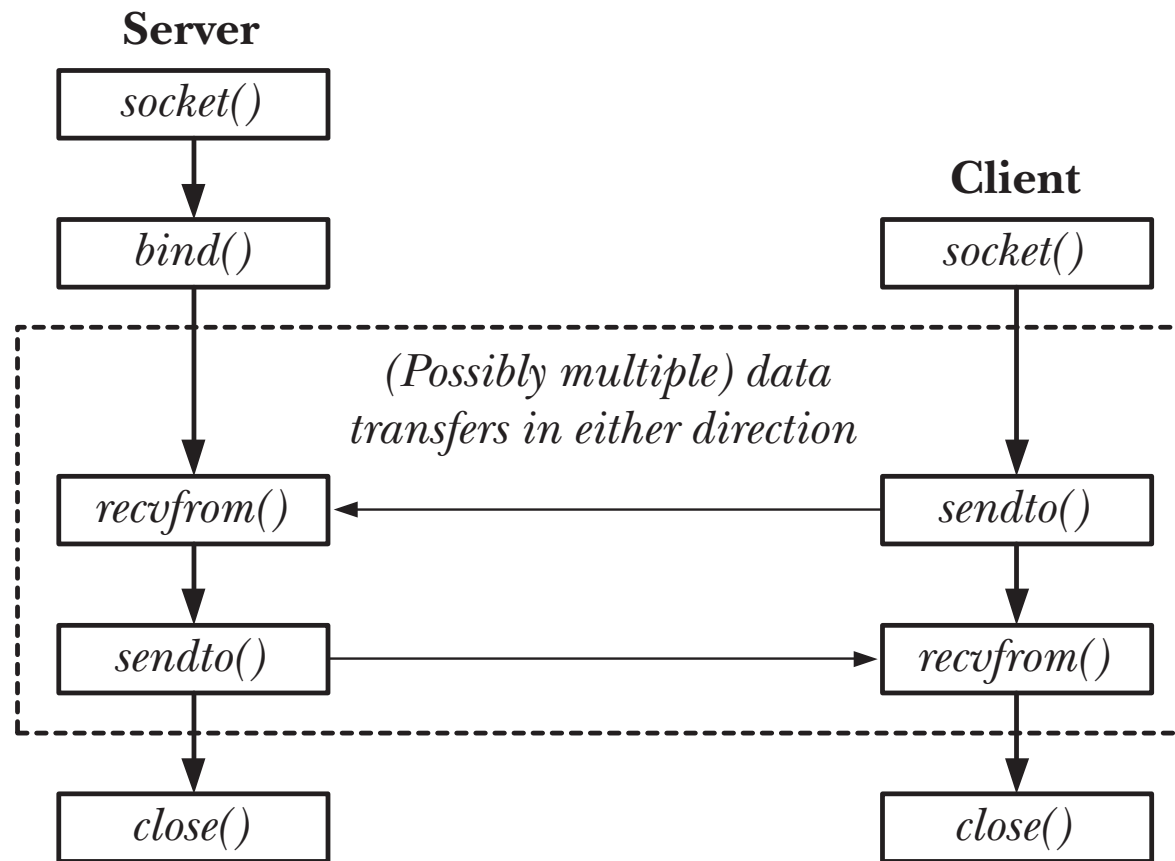 Server
socket()
Client
bind()
socket()
(Possibly multiple) data
transfers in either direction
recvfrom()
sendto()
sendto()
recvfrom()
close()
close()